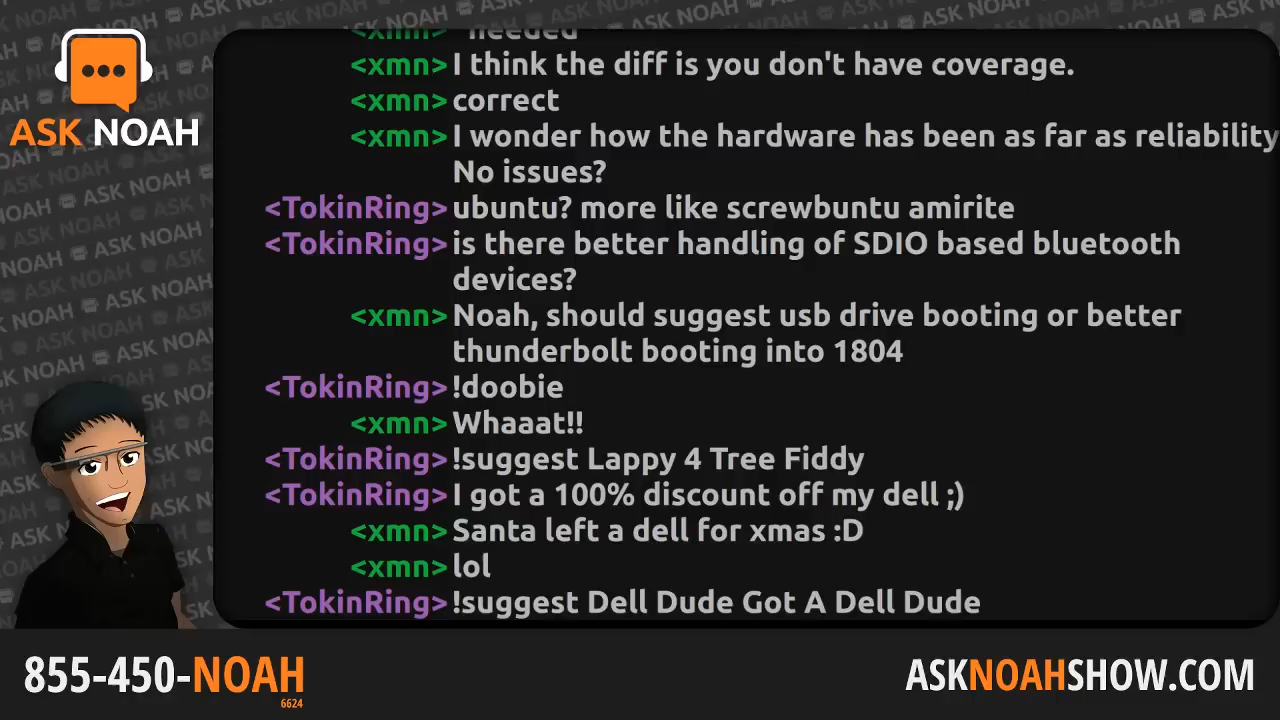 ASK NOAH
<xmn> needed
<xmn> I think the diff is you don't have coverage.
<xmn> correct
<xmn> I wonder how the hardware has been as far as reliability
No issues?
<TokinRing> ubuntu? more like screwbuntu amirite
<TokinRing> is there better handling of SDIO based bluetooth
devices?
<xmn> Noah, should suggest usb drive booting or better
thunderbolt booting into 1804
<TokinRing> !doobie
<xmn> Whaaat!!
<TokinRing> !suggest Lappy 4 Tree Fiddy
<TokinRing> I got a 100% discount off my dell ;)
<xmn> Santa left a dell for xmas :D
<xmn> lol
<TokinRing> !suggest Dell Dude Got A Dell Dude
855-450-NOAH
6624
ASKNOAHSHOW.COM